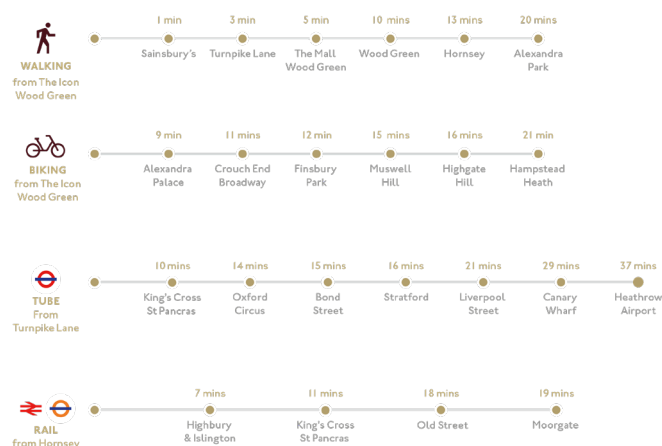 1 min 3 min 5 min 10 mins 13 mins 20 mins
Sainsbury's Turnpike Lane The Mall Wood Green Hornsey Alexandra
Wood Green Park
WALKING
from The Icon
Wood Green
9 min 11 mins 12 min 15 mins 16 mins 21 min
Alexandra Crouch End Finsbury Muswell Highgate Hampstead
Palace Broadway Park Hill Hill Heath
BIKING
from The Icon
Wood Green
10 mins 14 mins 15 mins 16 mins 21 mins 29 mins 37 mins
King's Cross Oxford Bond Stratford Liverpool Canary Heathrow
St Pancras Circus Street Street Wharf Airport
TUBE
From
Turnpike Lane
7 mins 11 mins 18 mins 19 mins
Highbury King's Cross Old Street Moorgate
& Islington St Pancras
RAIL
from Hornsey